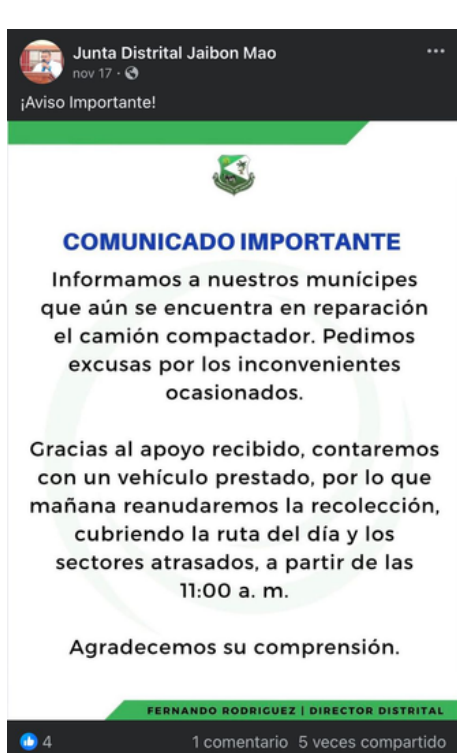 Junta Distrital Jaibon Mao
nov 17 ·
¡Aviso Importante!
COMUNICADO IMPORTANTE
Informamos a nuestros munícipes
que aún se encuentra en reparación
el camión compactador. Pedimos
excusas por los inconvenientes
ocasionados.
Gracias al apoyo recibido, contaremos
con un vehículo prestado, por lo que
mañana reanudaremos la recolección,
cubriendo la ruta del día y los
sectores atrasados, a partir de las
11:00 a. m.
Agradecemos su comprensión.
FERNANDO RODRIGUEZ | DIRECTOR DISTRITAL
4
1 comentario 5 veces compartido